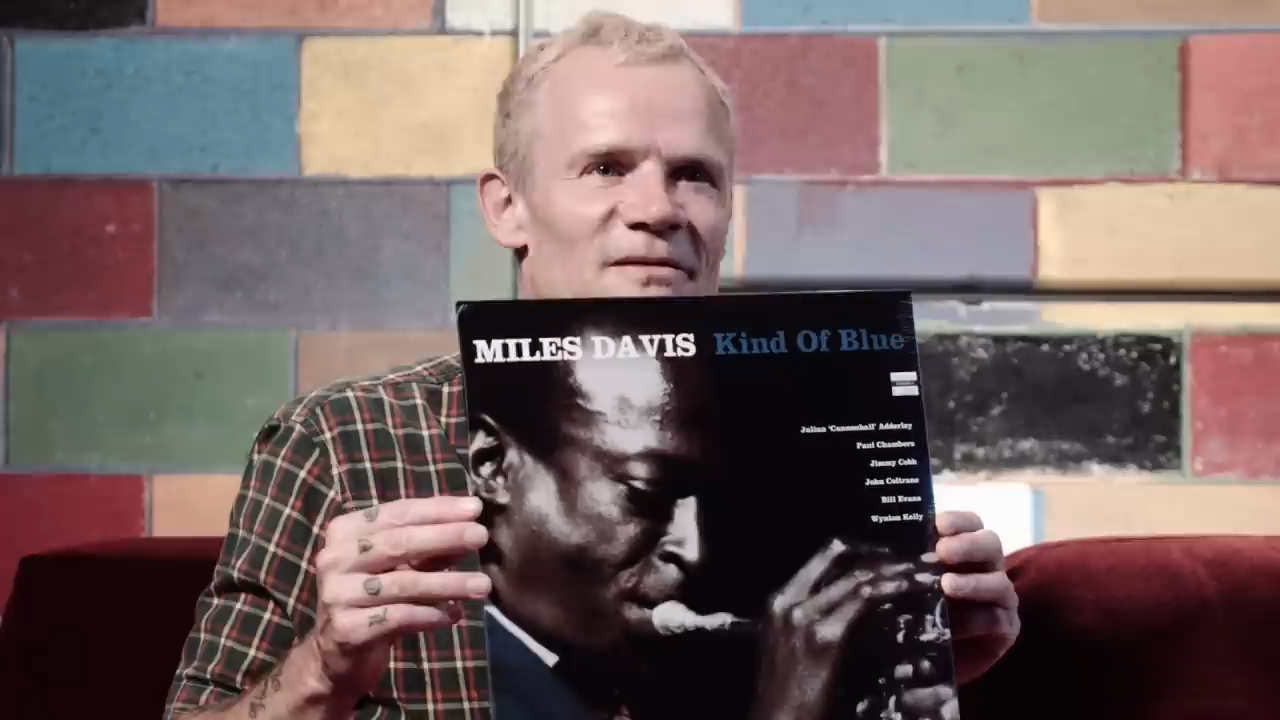 MILES DAVIS Kind Of Blue
Julian 'Cannonball' Adderley
Paul Chambers
Jimmy Cobb
John Coltrane
Bill Evans
Wynton Kelly